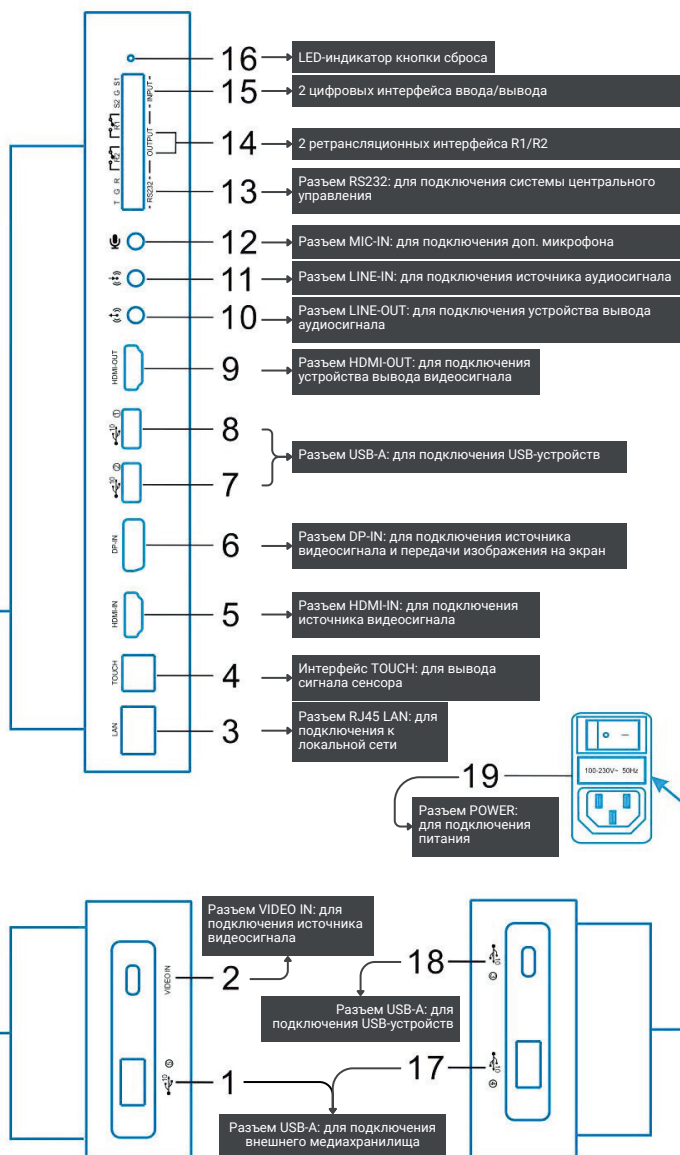 16
LED-индикатор кнопки сброса
S2 G S1
INPUT
15
2 цифровых интерфейса ввода/вывода
R2 R1
OUTPUT
14
2 ретрансляционных интерфейса R1/R2
T G R
RS232
13
Разъем RS232: для подключения системы центрального
управления
12
Разъем MIC-IN: для подключения доп. микрофона
11
Разъем LINE-IN: для подключения источника аудиосигнала
10
Разъем LINE-OUT: для подключения устройства вывода
аудиосигнала
HDMI-OUT
9
Разъем HDMI-OUT: для подключения
устройства вывода видеосигнала
10 1
8
Разъем USB-A: для подключения USB-устройств
10 2
7
DP-IN
6
Разъем DP-IN: для подключения источника
видеосигнала и передачи изображения на экран
HDMI-IN
5
Разъем HDMI-IN: для подключения
источника видеосигнала
TOUCH
4
Интерфейс TOUCH: для вывода
сигнала сенсора
LAN
3
Разъем RJ45 LAN: для
подключения к
локальной сети
19
100-230V~ 50Hz
Разъем POWER:
для подключения
питания
Разъем VIDEO IN: для
подключения источника
видеосигнала
VIDEO IN
2
18
Разъем USB-A: для
подключения USB-устройств
1
17
Разъем USB-A: для подключения
внешнего медиахранилища